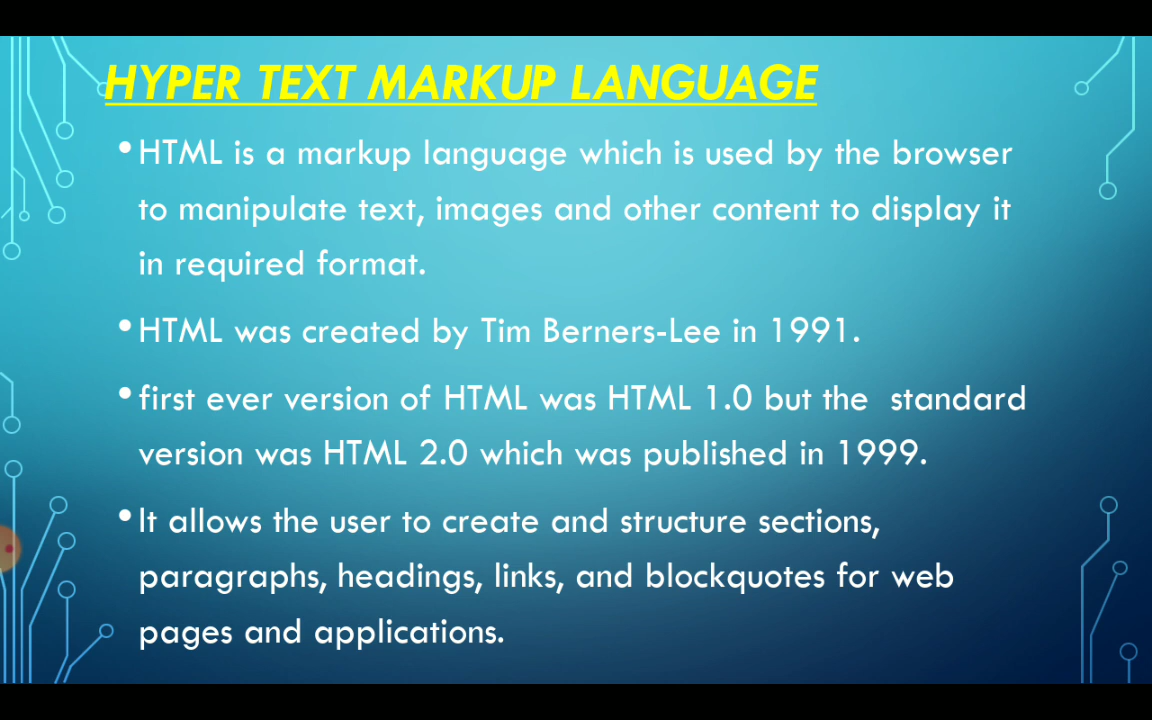 HYPER TEXT MARKUP LANGUAGE
• HTML is a markup language which is used by the browser
to manipulate text, images and other content to display it
in required format.
• HTML was created by Tim Berners-Lee in 1991.
• first ever version of HTML was HTML 1.0 but the  standard
version was HTML 2.0 which was published in 1999.
• It allows the user to create and structure sections,
paragraphs, headings, links, and blockquotes for web
pages and applications.